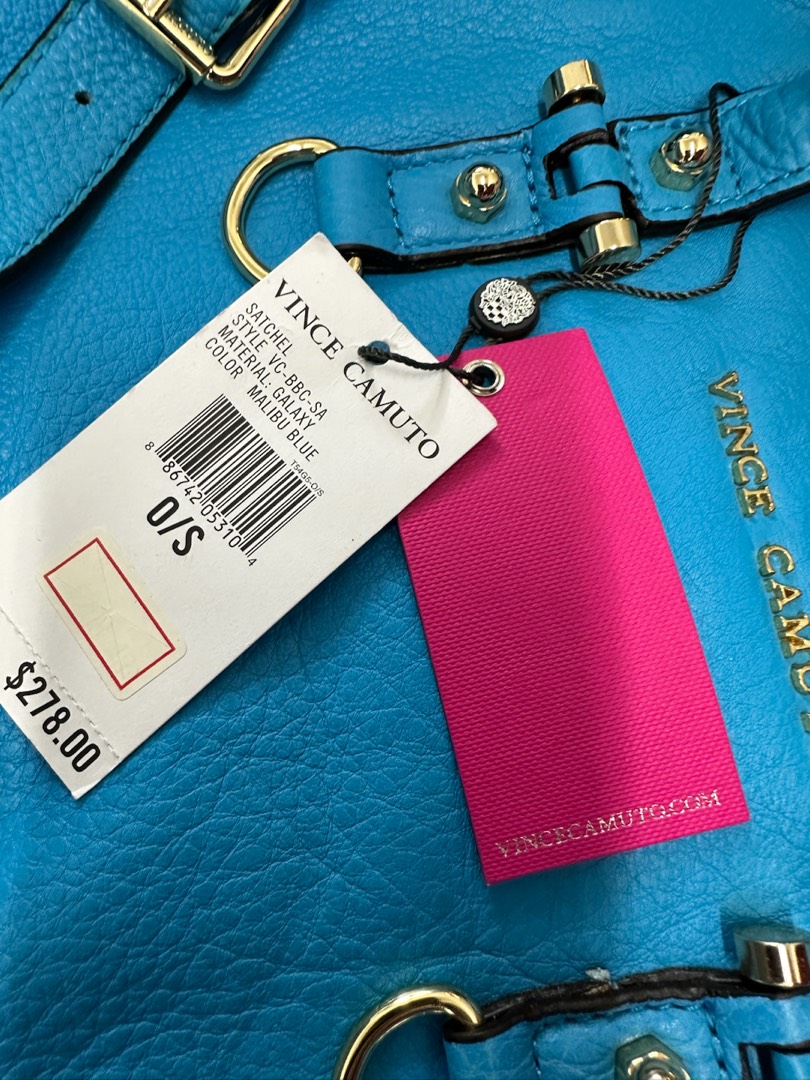 VINCE CAMUTO
SATCHEL
STYLE VC-BBC-SA
MATERIAL: GALAXY
COLOR MALIBU BLUE
T54G5-O/S
8 86742 05310 4
O/S
$278.00
VINCECAMUTO.COM
VINCE CAMUT